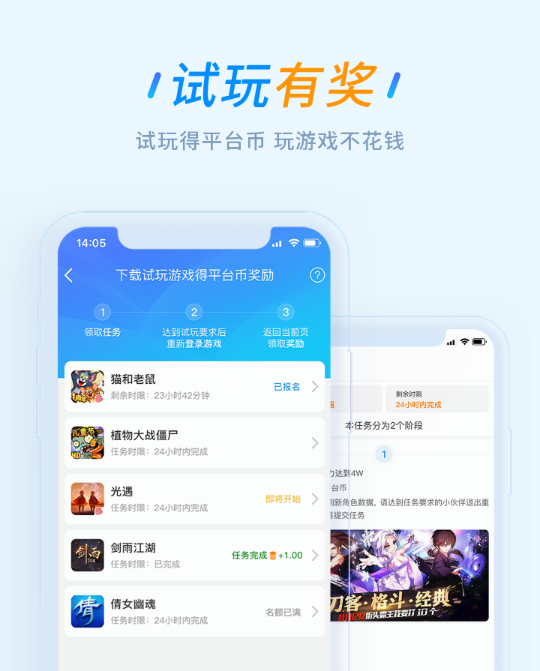 试玩有奖
试玩得平台币 玩游戏不花钱
14:05
下载试玩游戏得平台币奖励
?
1
2
3
领取任务
达到试玩要求后
重新登录游戏
返回当前页
领取奖励
猫和老鼠
剩余时限：23小时42分钟
已报名
植物大战僵尸
任务时限：24小时内完成
光遇
任务时限：24小时内完成
即将开始
剑雨江湖
任务时限：已完成
任务完成 +1.00
倩女幽魂
任务时限：24小时内完成
名额已满
剩余时限
24小时内完成
本任务分为2个阶段
1
力达到4W
台币
刷新角色数据，请达到任务要求的小伙伴退出重
提交任务
刀客·格斗·经典
HD
剑雨
倩